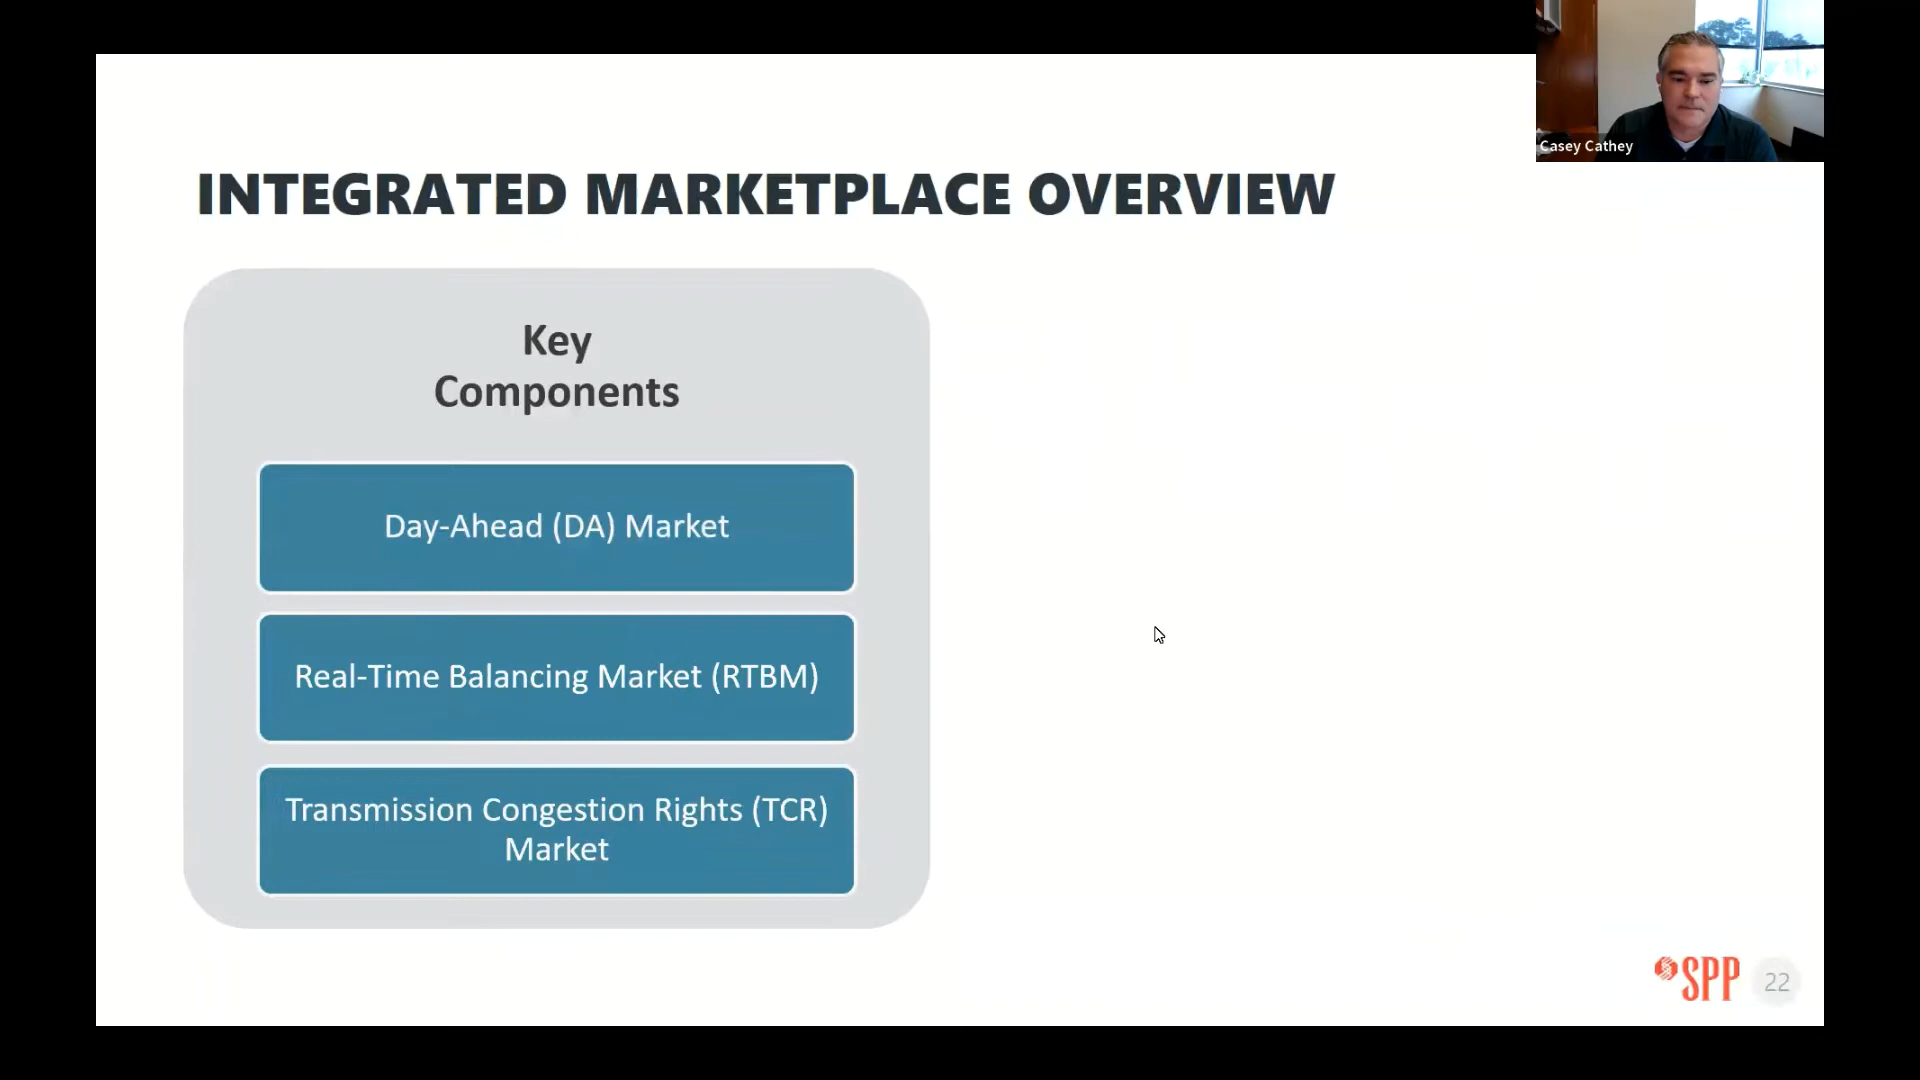 Casey Cathey
INTEGRATED MARKETPLACE OVERVIEW
Key
Components
Day-Ahead (DA) Market
Real-Time Balancing Market (RTBM)
Transmission Congestion Rights (TCR)
Market
SPP
22